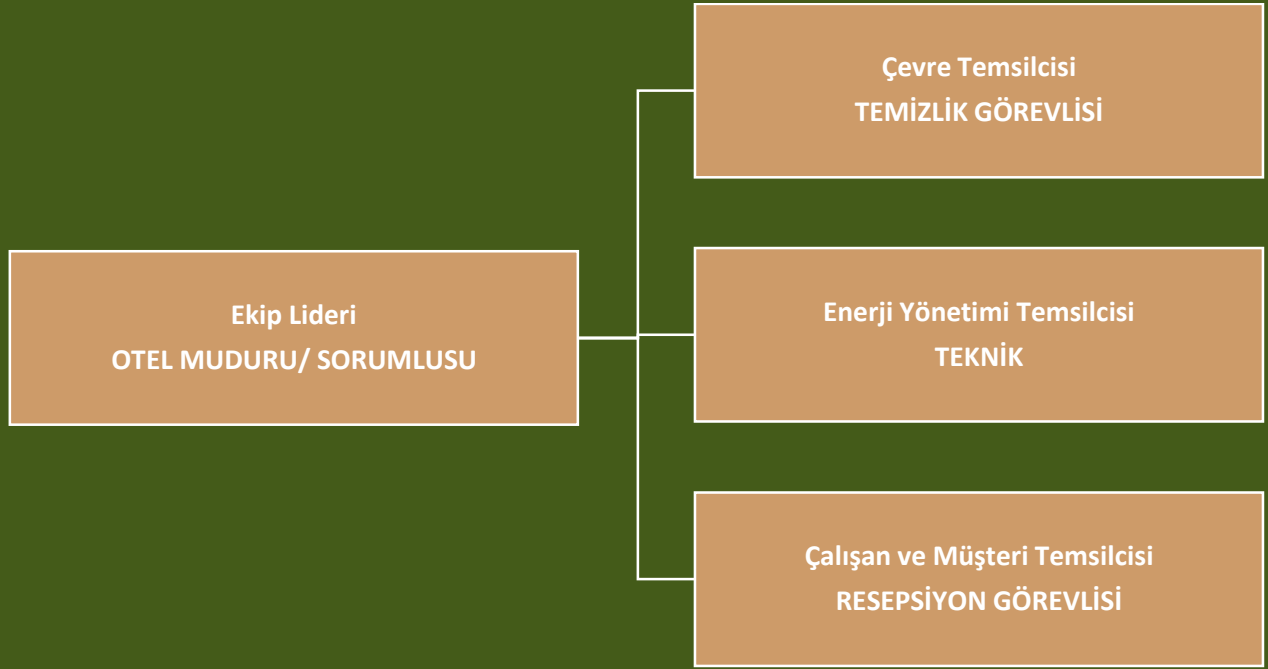 Çevre Temsilcisi
TEMİZLİK GÖREVLİSİ
Ekip Lideri
OTEL MUDURU/ SORUMLUSU
Enerji Yönetimi Temsilcisi
TEKNİK
Çalışan ve Müşteri Temsilcisi
RESEPSİYON GÖREVLİSİ